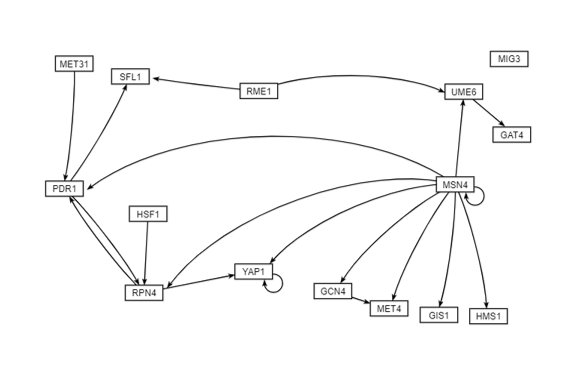 MIG3
MET31
SFL1
RME1
UME6
GAT4
MSN4
PDR1
HSF1
YAP1
RPN4
GCN4
MET4
GIS1
HMS1